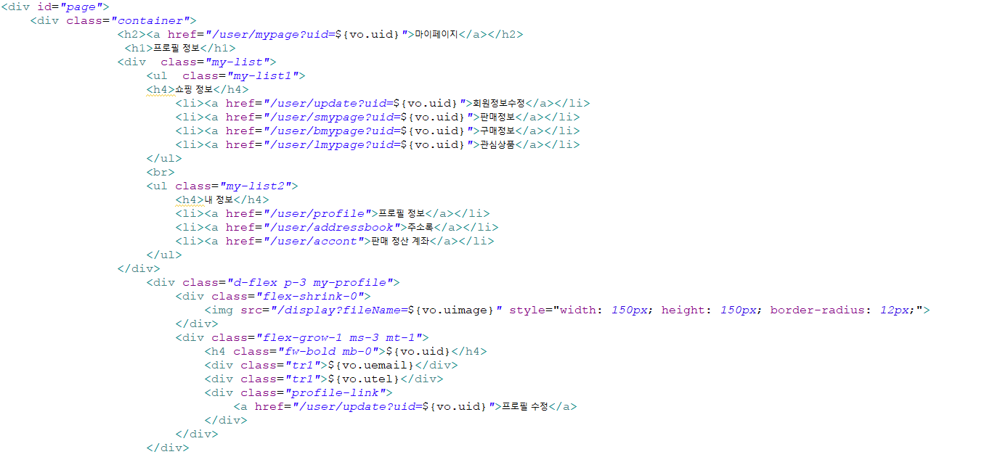 <div id="page">
<div class="container">
<h2><a href="/user/mypage?uid=${vo.uid}">마이페이지</a></h2>
<h1>프로필 정보</h1>
<div  class="my-list">
<ul  class="my-list1">
<h4>쇼핑 정보</h4>
<li><a href="/user/update?uid=${vo.uid}">회원정보수정</a></li>
<li><a href="/user/smypage?uid=${vo.uid}">판매정보</a></li>
<li><a href="/user/bmypage?uid=${vo.uid}">구매정보</a></li>
<li><a href="/user/lmypage?uid=${vo.uid}">관심상품</a></li>
</ul>
<br>
<ul class="my-list2">
<h4>내 정보</h4>
<li><a href="/user/profile">프로필 정보</a></li>
<li><a href="/user/addressbook">주소록</a></li>
<li><a href="/user/accont">판매 정산 계좌</a></li>
</ul>
</div>
<div class="d-flex p-3 my-profile">
<div class="flex-shrink-0">
<img src="/display?fileName=${vo.uimage}" style="width: 150px; height: 150px; border-radius: 12px;">
</div>
<div class="flex-grow-1 ms-3 mt-1">
<h4 class="fw-bold mb-0">${vo.uid}</h4>
<div class="tr1">${vo.uemail}</div>
<div class="tr1">${vo.utel}</div>
<div class="profile-link">
<a href="/user/update?uid=${vo.uid}">프로필 수정</a>
</div>
</div>
</div>